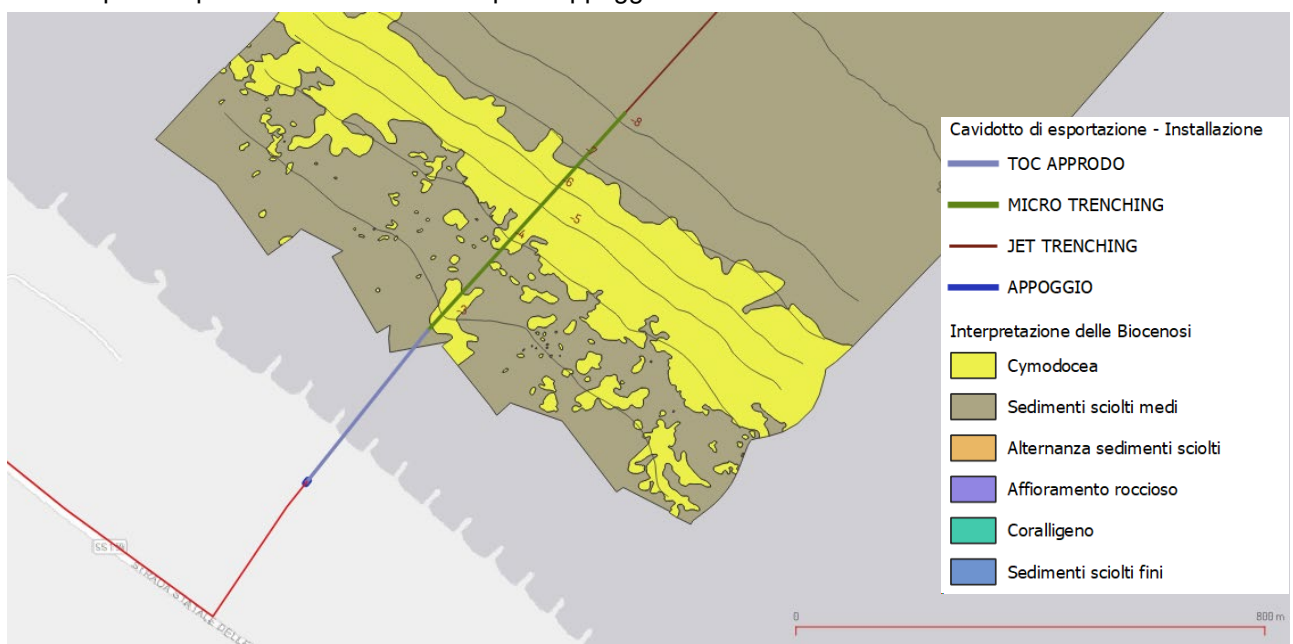 Cavidotto di esportazione - Installazione
TOC APPRODO
MICRO TRENCHING
JET TRENCHING
APPOGGIO
Interpretazione delle Biocenosi
Cymodocea
Sedimenti sciolti medi
Alternanza sedimenti sciolti
Affioramento roccioso
Coralligeno
Sedimenti sciolti fini
-8
-7
-6
-5
-4
-3
STRADA STATALE DELL
0
800 m